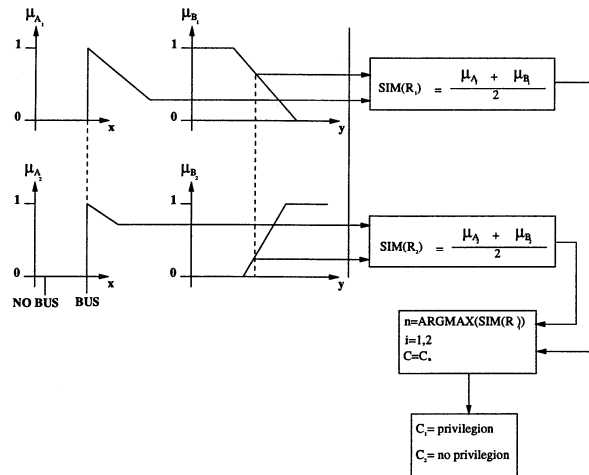 μA₁
μB₁
1
1
0
0
x
y
SIM(R₁) = μA₁ + μB₁
2
μA₂
μB₂
1
1
0
0
x
y
NO BUS
BUS
SIM(R₂) = μA₂ + μB₂
2
n=ARGMAX(SIM(Rᵢ))
i=1,2
C=Cₙ
C₁= privilegion
C₂= no privilegion